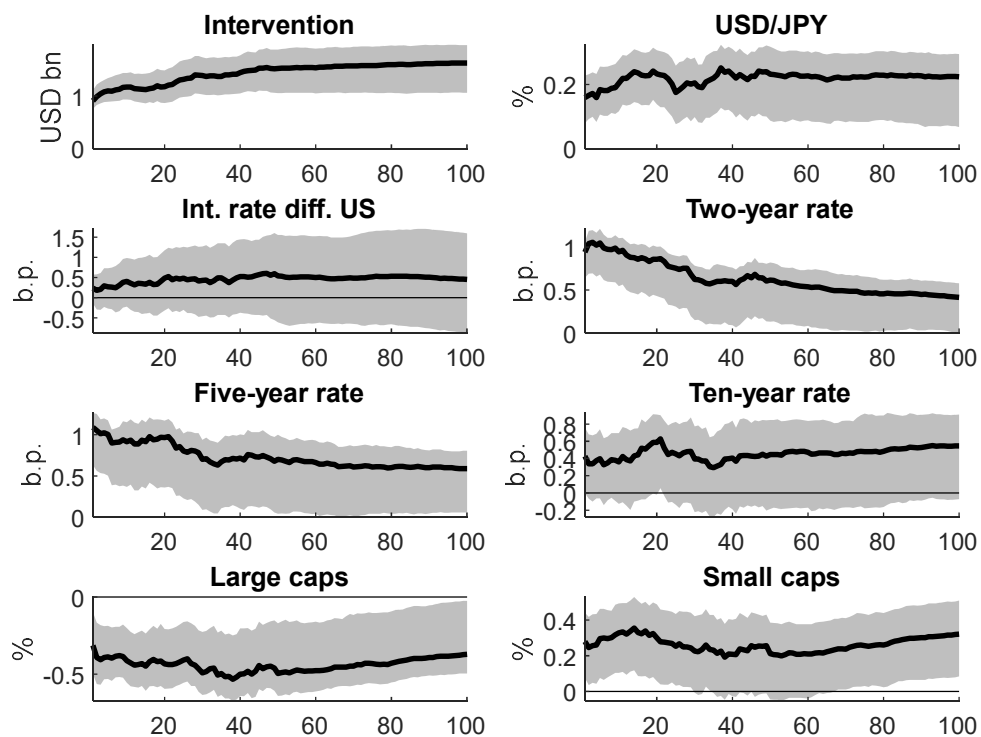 Intervention
USD bn
1
0
20 40 60 80 100
USD/JPY
%
0.2
0
20 40 60 80 100
Int. rate diff. US
b.p.
1.5
1
0.5
0
-0.5
20 40 60 80 100
Two-year rate
b.p.
1
0.5
0
20 40 60 80 100
Five-year rate
b.p.
1
0.5
0
20 40 60 80 100
Ten-year rate
b.p.
0.8
0.6
0.4
0.2
0
-0.2
20 40 60 80 100
Large caps
%
0
-0.5
20 40 60 80 100
Small caps
%
0.4
0.2
0
20 40 60 80 100